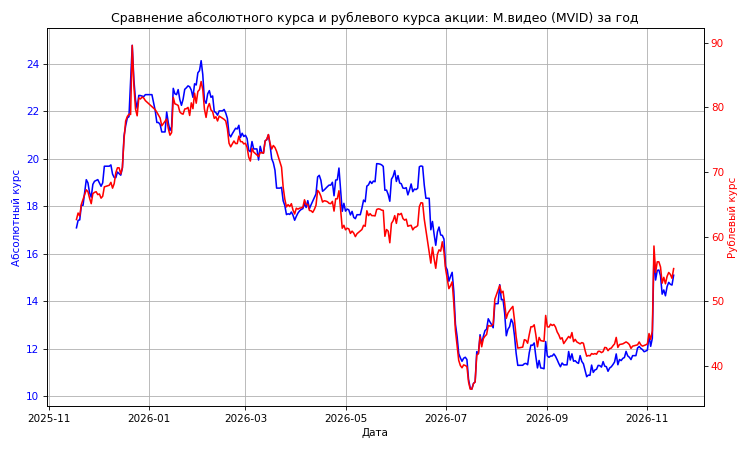 Сравнение абсолютного курса и рублевого курса акции: М.видео (MVID) за год
Абсолютный курс
24
22
20
18
16
14
12
10
90
80
70
60
50
40
Рублевый курс
2025-11 2026-01 2026-03 2026-05 2026-07 2026-09 2026-11
Дата